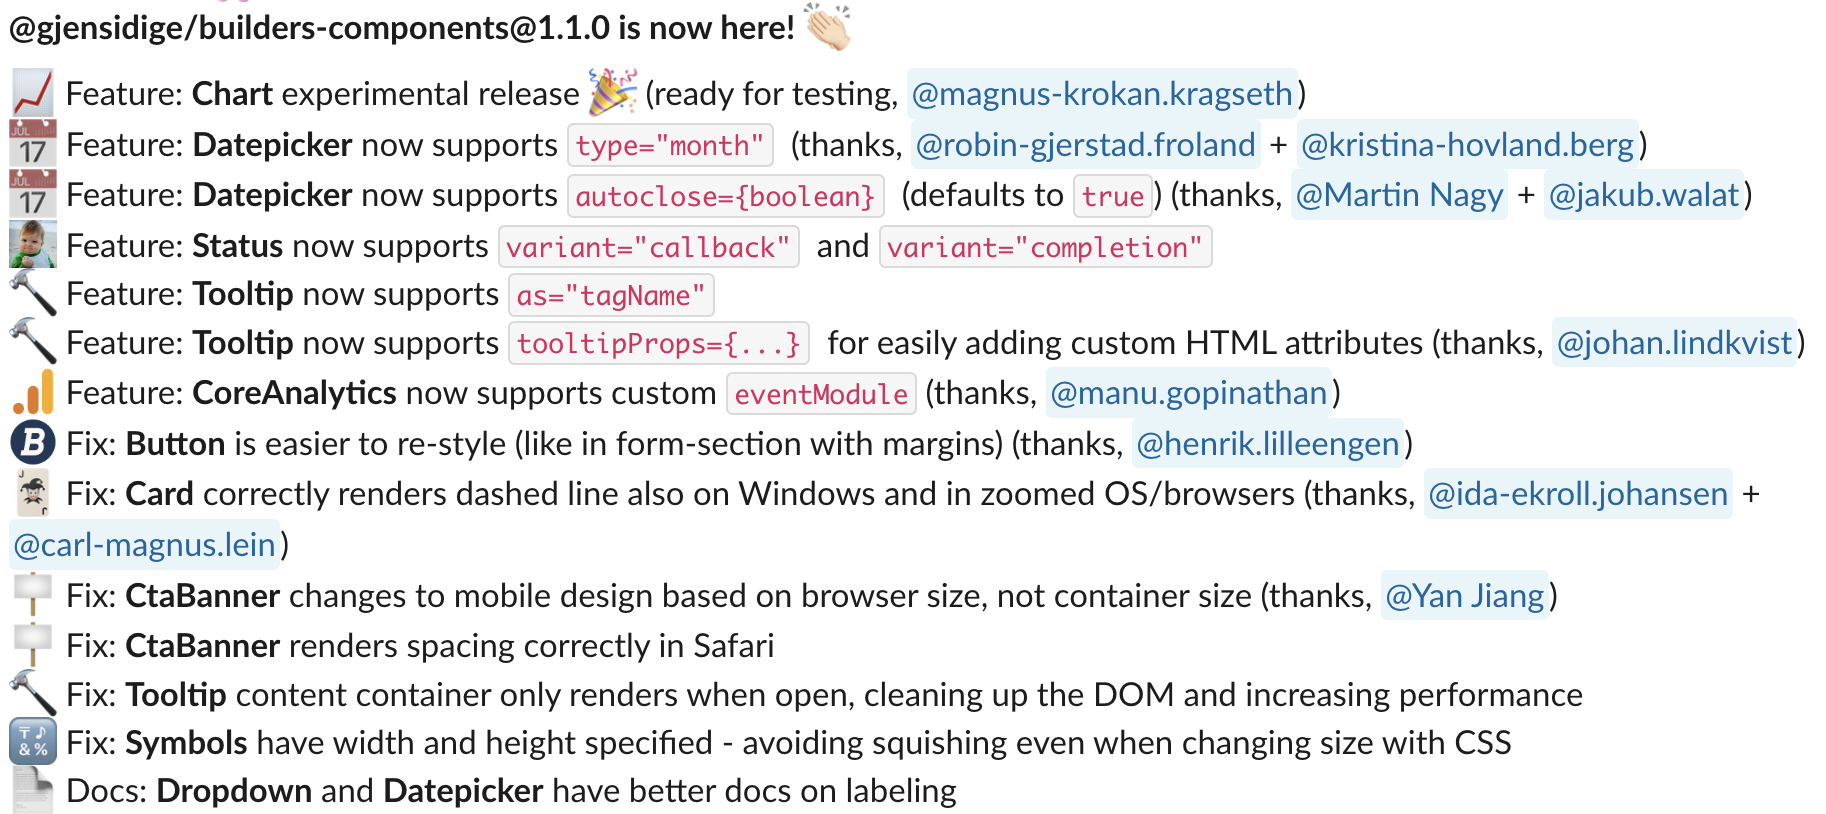 @gjensidige/builders-components@1.1.0 is now here!
Feature: Chart experimental release (ready for testing, @magnus-krokan.kragseth)
Feature: Datepicker now supports type="month" (thanks, @robin-gjerstad.froland + @kristina-hovland.berg)
Feature: Datepicker now supports autoclose={boolean} (defaults to true) (thanks, @Martin Nagy + @jakub.walat)
Feature: Status now supports variant="callback" and variant="completion"
Feature: Tooltip now supports as="tagName"
Feature: Tooltip now supports tooltipProps={...} for easily adding custom HTML attributes (thanks, @johan.lindkvist)
Feature: CoreAnalytics now supports custom eventModule (thanks, @manu.gopinathan)
Fix: Button is easier to re-style (like in form-section with margins) (thanks, @henrik.lilleengen)
Fix: Card correctly renders dashed line also on Windows and in zoomed OS/browsers (thanks, @ida-ekroll.johansen +
@carl-magnus.lein)
Fix: CtaBanner changes to mobile design based on browser size, not container size (thanks, @Yan Jiang)
Fix: CtaBanner renders spacing correctly in Safari
Fix: Tooltip content container only renders when open, cleaning up the DOM and increasing performance
Fix: Symbols have width and height specified - avoiding squishing even when changing size with CSS
Docs: Dropdown and Datepicker have better docs on labeling